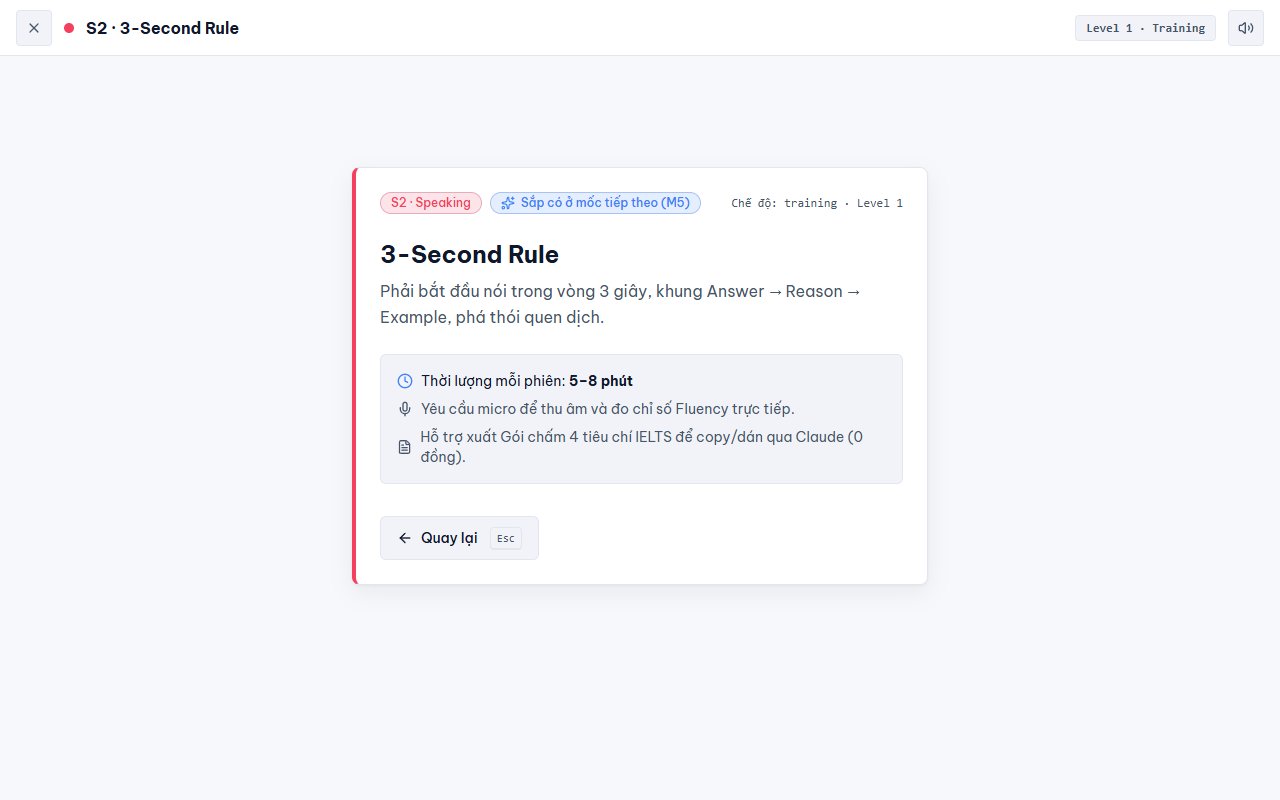 S2 · 3-Second Rule
Level 1 · Training
S2 · Speaking
Sắp có ở mốc tiếp theo (M5)
Chế độ: training · Level 1
3-Second Rule
Phải bắt đầu nói trong vòng 3 giây, khung Answer → Reason →
Example, phá thói quen dịch.
Thời lượng mỗi phiên: 5–8 phút
Yêu cầu micro để thu âm và đo chỉ số Fluency trực tiếp.
Hỗ trợ xuất Gói chấm 4 tiêu chí IELTS để copy/dán qua Claude (0
đồng).
Quay lại Esc